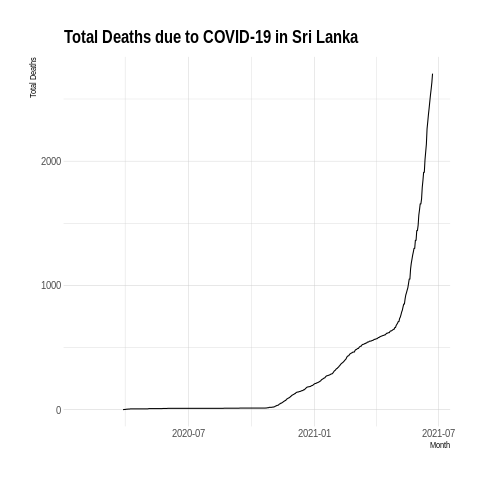 Total Deaths due to COVID-19 in Sri Lanka
Total Deaths
2000
1000
0
2020-07
2021-01
2021-07
Month